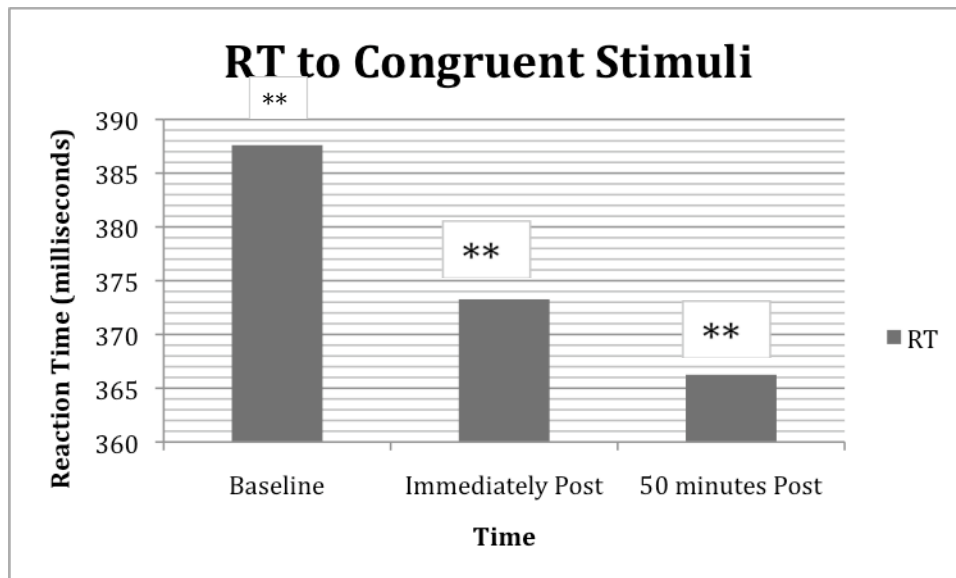 RT to Congruent Stimuli
**
Reaction Time (milliseconds)
390
385
380
375
370
365
360
**
**
RT
Baseline Immediately Post 50 minutes Post
Time